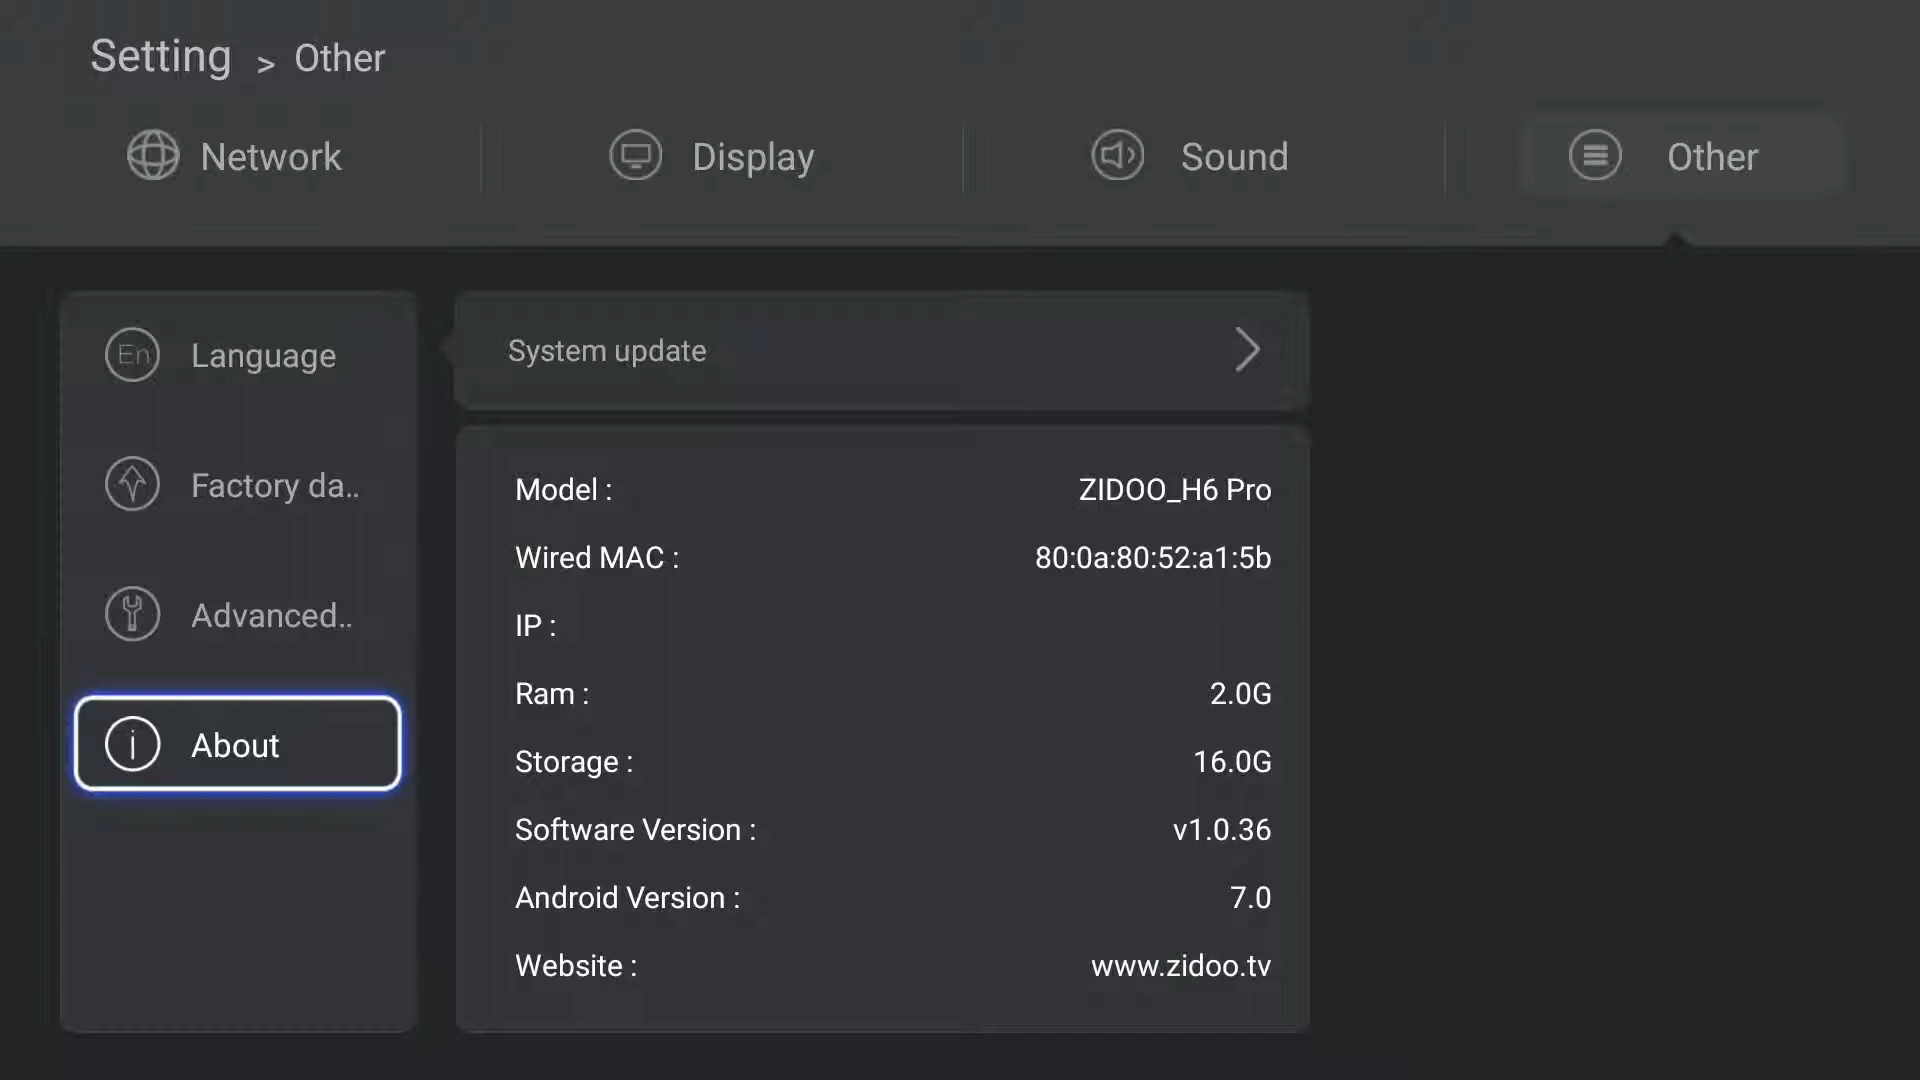 Setting > Other
Network
Display
Sound
Other
En Language
Factory da..
Advanced..
About
System update
Model : ZIDOO_H6 Pro
Wired MAC : 80:0a:80:52:a1:5b
IP :
Ram : 2.0G
Storage : 16.0G
Software Version : v1.0.36
Android Version : 7.0
Website : www.zidoo.tv